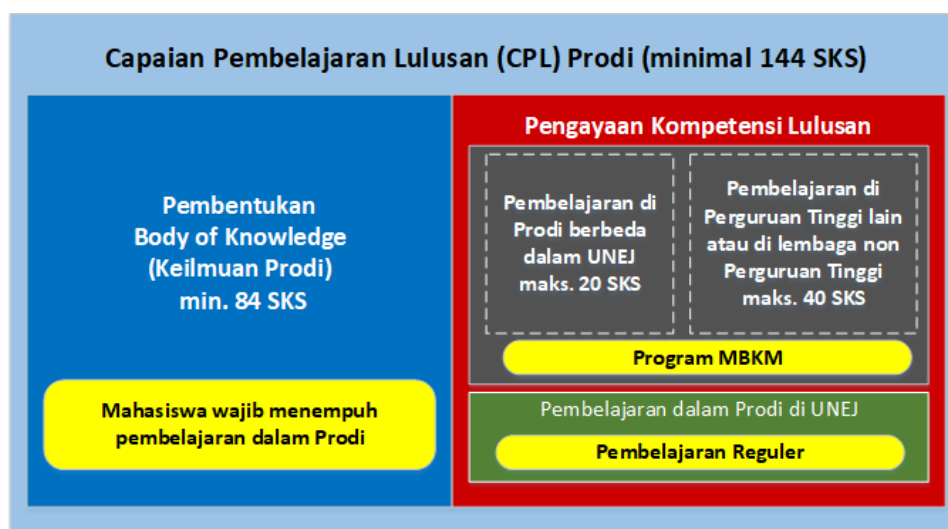 Capaian Pembelajaran Lulusan (CPL) Prodi (minimal 144 SKS)
Pembentukan
Body of Knowledge
(Keilmuan Prodi)
min. 84 SKS
Mahasiswa wajib menempuh
pembelajaran dalam Prodi
Pengayaan Kompetensi Lulusan
Pembelajaran di
Prodi berbeda
dalam UNEJ
maks. 20 SKS
Pembelajaran di
Perguruan Tinggi lain
atau di lembaga non
Perguruan Tinggi
maks. 40 SKS
Program MBKM
Pembelajaran dalam Prodi di UNEJ
Pembelajaran Reguler